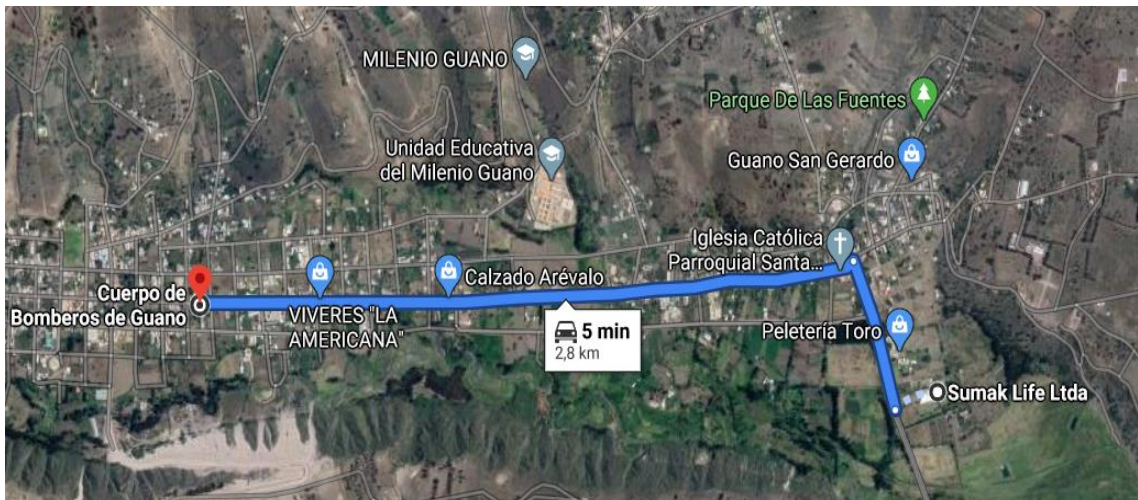 MILENIO GUANO
Parque De Las Fuentes
Unidad Educativa
del Milenio Guano
Guano San Gerardo
Iglesia Católica
Parroquial Santa...
Calzado Arévalo
Cuerpo de
Bomberos de Guano
VIVERES "LA
AMERICANA"
5 min
2,8 km
Peletería Toro
Sumak Life Ltda